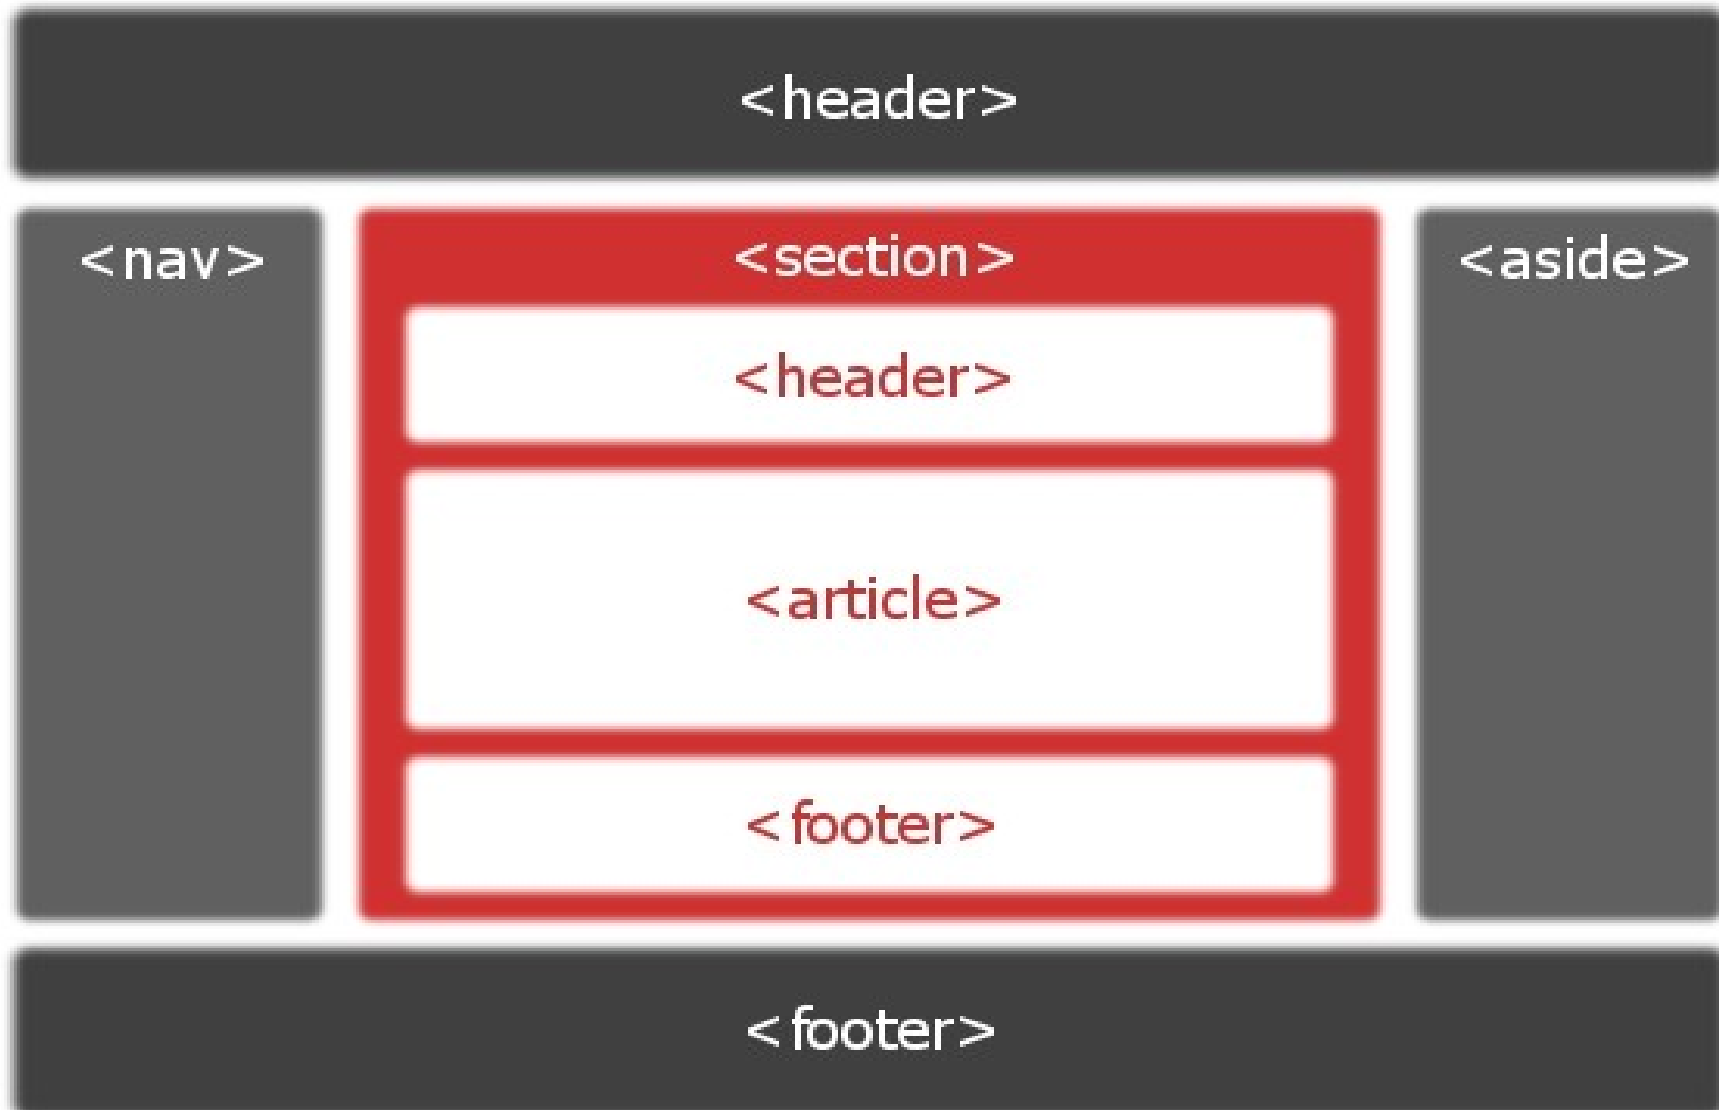 <header>
<nav>
<section>
<aside>
<header>
<article>
<footer>
<footer>